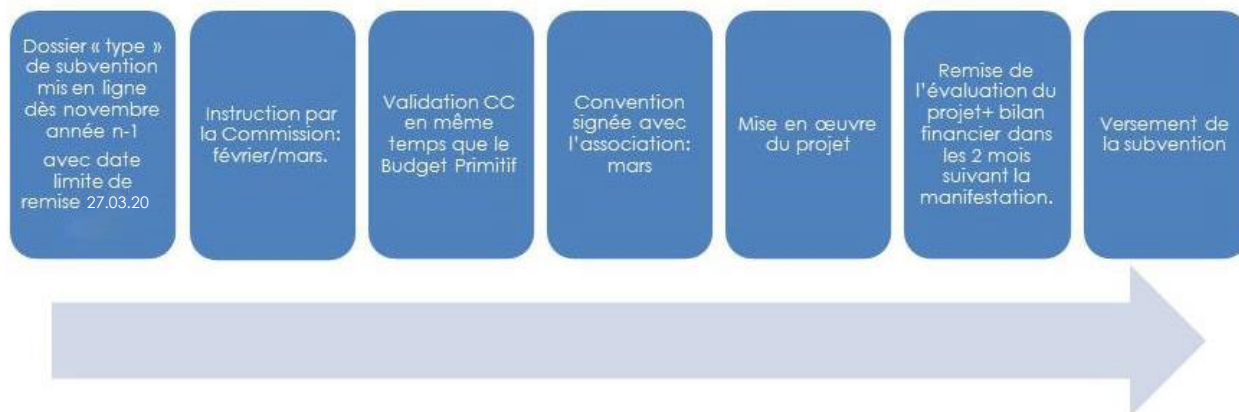 Dossier « type »
de subvention
mis en ligne
dès novembre
année n-1
avec date
limite de
remise 27.03.20
Instruction par
la Commission:
février/mars.
Validation CC
en même
temps que le
Budget Primitif
Convention
signée avec
l'association:
mars
Mise en œuvre
du projet
Remise de
l'évaluation du
projet+ bilan
financier dans
les 2 mois
suivant la
manifestation.
Versement de
la subvention